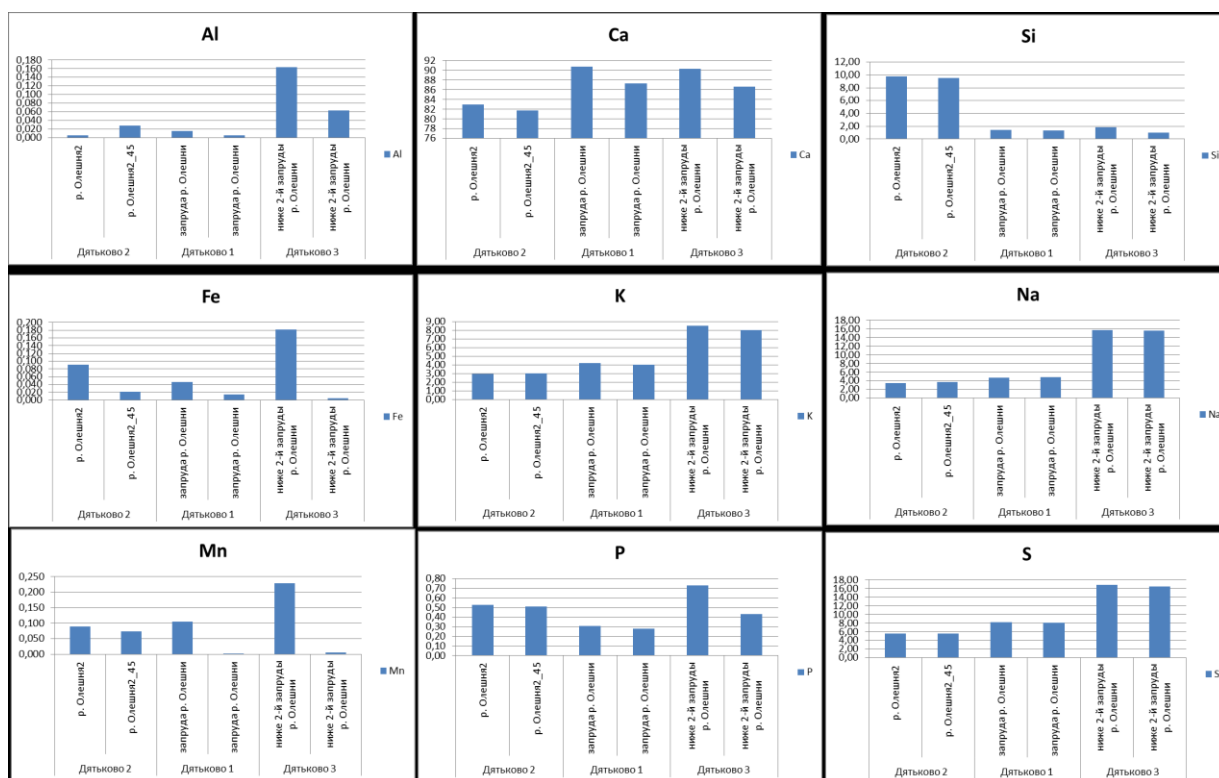 Al
0,180
0,160
0,140
0,120
0,100
0,080
0,060
0,040
0,020
0,000
р. Олешня2
р. Олешня2_45
запруда р. Олешни
запруда р. Олешни
ниже 2-й запруды
р. Олешни
ниже 2-й запруды
р. Олешни
Дятьково 2
Дятьково 1
Дятьково 3
Al
Ca
92
90
88
86
84
82
80
78
76
р. Олешня2
р. Олешня2_45
запруда р. Олешни
запруда р. Олешни
ниже 2-й запруды
р. Олешни
ниже 2-й запруды
р. Олешни
Дятьково 2
Дятьково 1
Дятьково 3
Ca
Si
12,00
10,00
8,00
6,00
4,00
2,00
0,00
р. Олешня2
р. Олешня2_45
запруда р. Олешни
запруда р. Олешни
ниже 2-й запруды
р. Олешни
ниже 2-й запруды
р. Олешни
Дятьково 2
Дятьково 1
Дятьково 3
Si
Fe
0,200
0,180
0,160
0,140
0,120
0,100
0,080
0,060
0,040
0,020
0,000
р. Олешня2
р. Олешня2_45
запруда р. Олешни
запруда р. Олешни
ниже 2-й запруды
р. Олешни
ниже 2-й запруды
р. Олешни
Дятьково 2
Дятьково 1
Дятьково 3
Fe
K
9,00
8,00
7,00
6,00
5,00
4,00
3,00
2,00
1,00
0,00
р. Олешня2
р. Олешня2_45
запруда р. Олешни
запруда р. Олешни
ниже 2-й запруды
р. Олешни
ниже 2-й запруды
р. Олешни
Дятьково 2
Дятьково 1
Дятьково 3
K
Na
18,00
16,00
14,00
12,00
10,00
8,00
6,00
4,00
2,00
0,00
р. Олешня2
р. Олешня2_45
запруда р. Олешни
запруда р. Олешни
ниже 2-й запруды
р. Олешни
ниже 2-й запруды
р. Олешни
Дятьково 2
Дятьково 1
Дятьково 3
Na
Mn
0,250
0,200
0,150
0,100
0,050
0,000
р. Олешня2
р. Олешня2_45
запруда р. Олешни
запруда р. Олешни
ниже 2-й запруды
р. Олешни
ниже 2-й запруды
р. Олешни
Дятьково 2
Дятьково 1
Дятьково 3
Mn
P
0,80
0,70
0,60
0,50
0,40
0,30
0,20
0,10
0,00
р. Олешня2
р. Олешня2_45
запруда р. Олешни
запруда р. Олешни
ниже 2-й запруды
р. Олешни
ниже 2-й запруды
р. Олешни
Дятьково 2
Дятьково 1
Дятьково 3
P
S
18,00
16,00
14,00
12,00
10,00
8,00
6,00
4,00
2,00
0,00
р. Олешня2
р. Олешня2_45
запруда р. Олешни
запруда р. Олешни
ниже 2-й запруды
р. Олешни
ниже 2-й запруды
р. Олешни
Дятьково 2
Дятьково 1
Дятьково 3
S